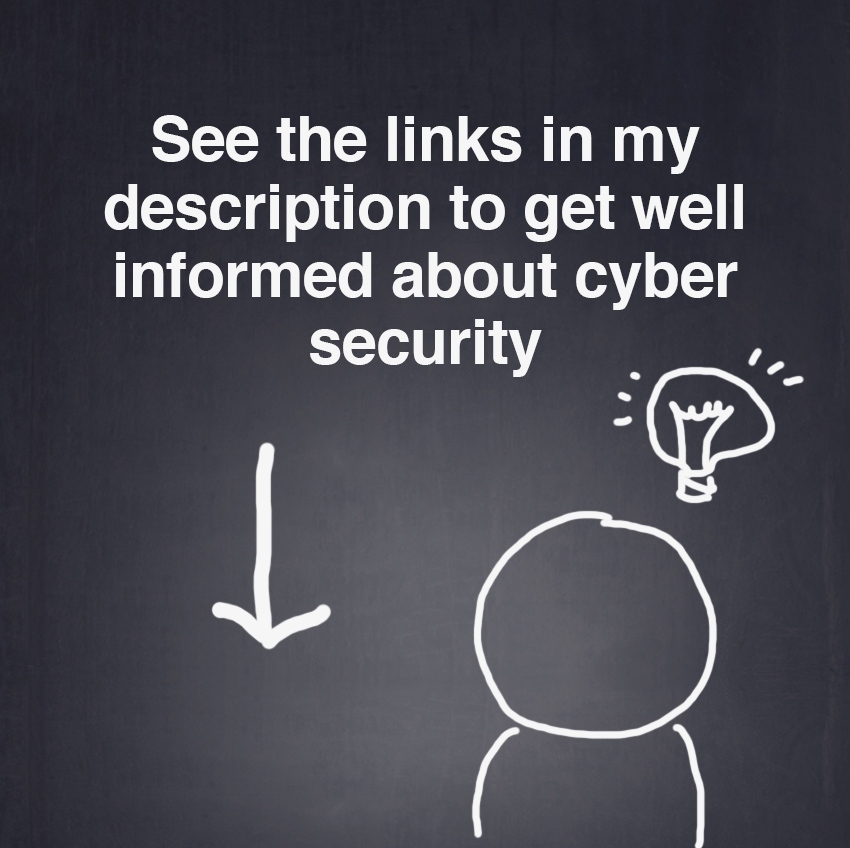 See the links in my
description to get well
informed about cyber
security